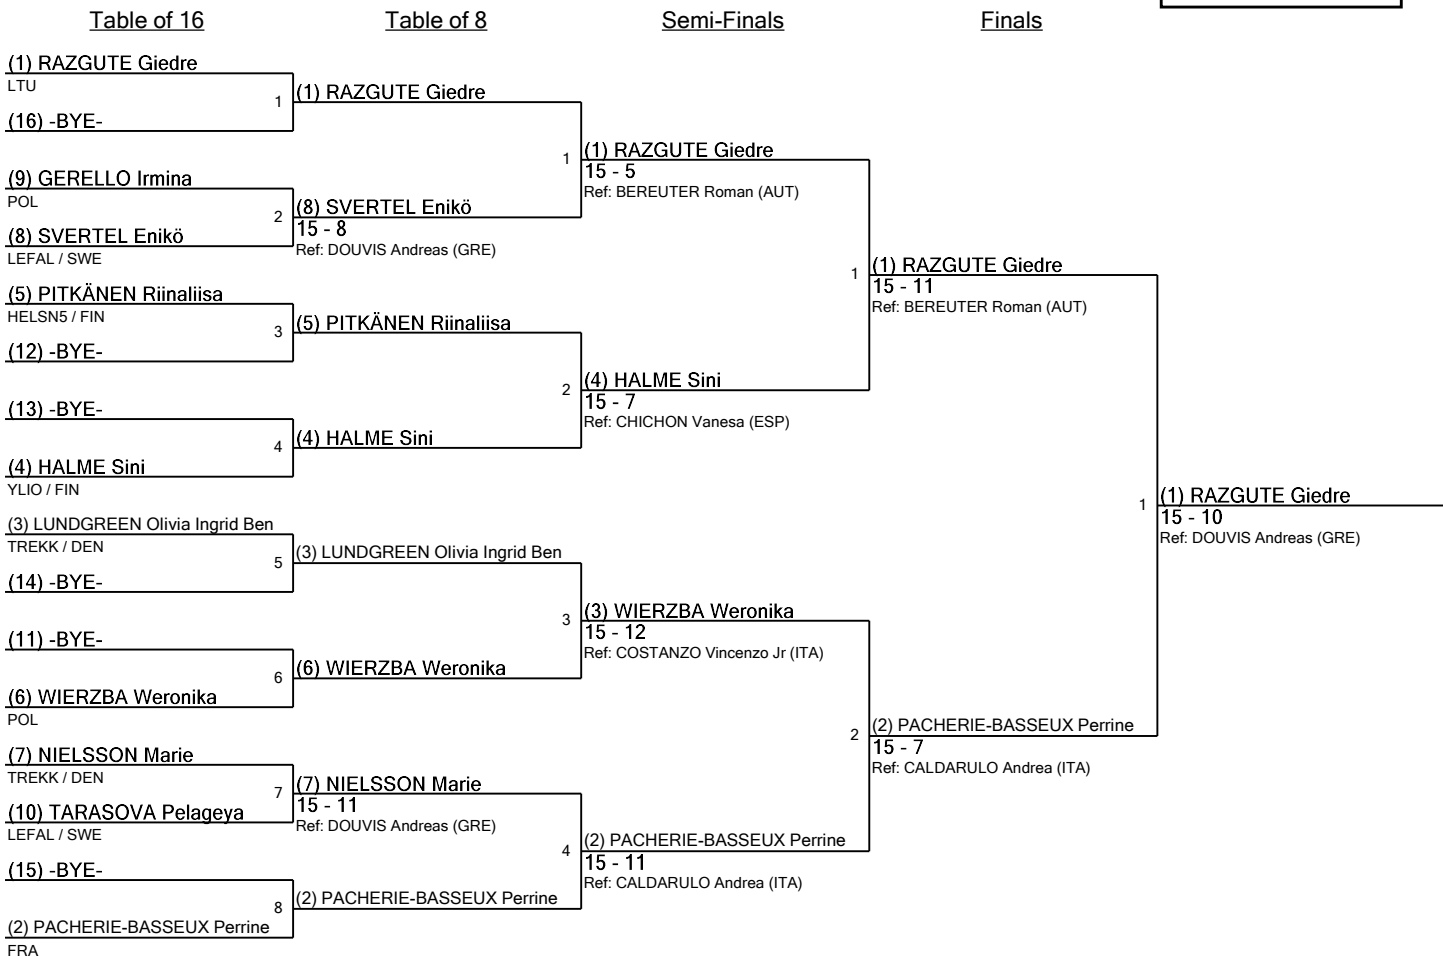 Table of 16
Table of 8
Semi-Finals
Finals
(1) RAZGUTE Giedre
LTU
1
(16) -BYE-
(9) GERELLO Irmina
POL
2
(8) SVERTEL Enikö
LEFAL / SWE
(5) PITKÄNEN Riinaliisa
HELSN5 / FIN
3
(12) -BYE-
(13) -BYE-
4
(4) HALME Sini
YLIO / FIN
(3) LUNDGREEN Olivia Ingrid Ben
TREKK / DEN
5
(14) -BYE-
(11) -BYE-
6
(6) WIERZBA Weronika
POL
(7) NIELSSON Marie
TREKK / DEN
7
(10) TARASOVA Pelageya
LEFAL / SWE
(15) -BYE-
8
(2) PACHERIE-BASSEUX Perrine
FRA
(1) RAZGUTE Giedre
1
(8) SVERTEL Enikö
15 - 8
Ref: DOUVIS Andreas (GRE)
(5) PITKÄNEN Riinaliisa
2
(4) HALME Sini
(3) LUNDGREEN Olivia Ingrid Ben
3
(6) WIERZBA Weronika
(7) NIELSSON Marie
15 - 11
Ref: DOUVIS Andreas (GRE)
4
(2) PACHERIE-BASSEUX Perrine
(1) RAZGUTE Giedre
15 - 5
Ref: BEREUTER Roman (AUT)
1
(4) HALME Sini
15 - 7
Ref: CHICHON Vanesa (ESP)
(3) WIERZBA Weronika
15 - 12
Ref: COSTANZO Vincenzo Jr (ITA)
2
(2) PACHERIE-BASSEUX Perrine
15 - 11
Ref: CALDARULO Andrea (ITA)
(1) RAZGUTE Giedre
15 - 11
Ref: BEREUTER Roman (AUT)
1
(2) PACHERIE-BASSEUX Perrine
15 - 7
Ref: CALDARULO Andrea (ITA)
(1) RAZGUTE Giedre
15 - 10
Ref: DOUVIS Andreas (GRE)